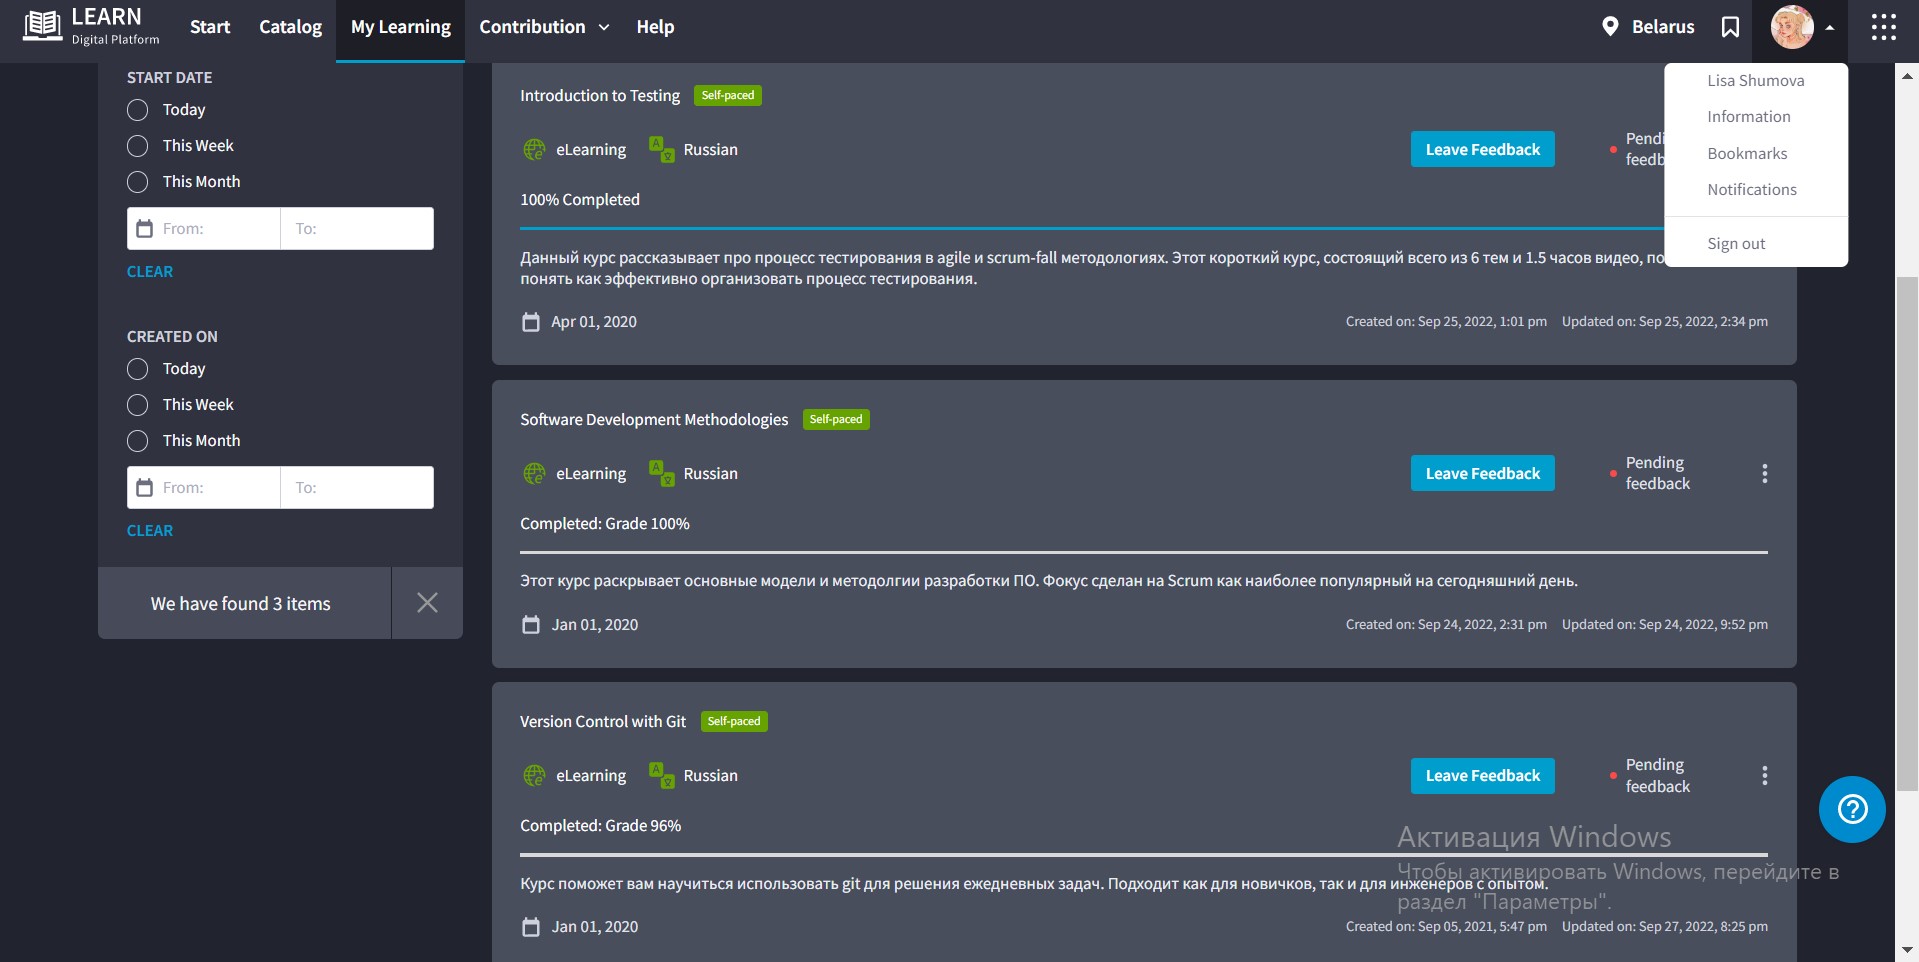 LEARN
Digital Platform
Start
Catalog
My Learning
Contribution
Help
Belarus
Lisa Shumova
Information
Bookmarks
Notifications
Sign out
START DATE
Today
This Week
This Month
From:
To:
CLEAR
CREATED ON
Today
This Week
This Month
From:
To:
CLEAR
We have found 3 items
Introduction to Testing
Self-paced
eLearning
Russian
Leave Feedback
100% Completed
Данный курс рассказывает про процесс тестирования в agile и scrum-fall методологиях. Этот короткий курс, состоящий всего из 6 тем и 1.5 часов видео,
понять как эффективно организовать процесс тестирования.
Apr 01, 2020
Created on: Sep 25, 2022, 1:01 pm
Updated on: Sep 25, 2022, 2:34 pm
Software Development Methodologies
Self-paced
eLearning
Russian
Leave Feedback
Pending
feedback
Completed: Grade 100%
Этот курс раскрывает основные модели и методолгии разработки ПО. Фокус сделан на Scrum как наиболее популярный на сегодняшний день.
Jan 01, 2020
Created on: Sep 24, 2022, 2:31 pm
Updated on: Sep 24, 2022, 9:52 pm
Version Control with Git
Self-paced
eLearning
Russian
Leave Feedback
Pending
feedback
Completed: Grade 96%
Курс поможет вам научиться использовать git для решения ежедневных задач. Подходит как для новичков, так и для инженеров с опытом.
Jan 01, 2020
Created on: Sep 05, 2021, 5:47 pm
Updated on: Sep 27, 2022, 8:25 pm
Активация Windows
Чтобы активировать Windows, перейдите в
раздел "Параметры".